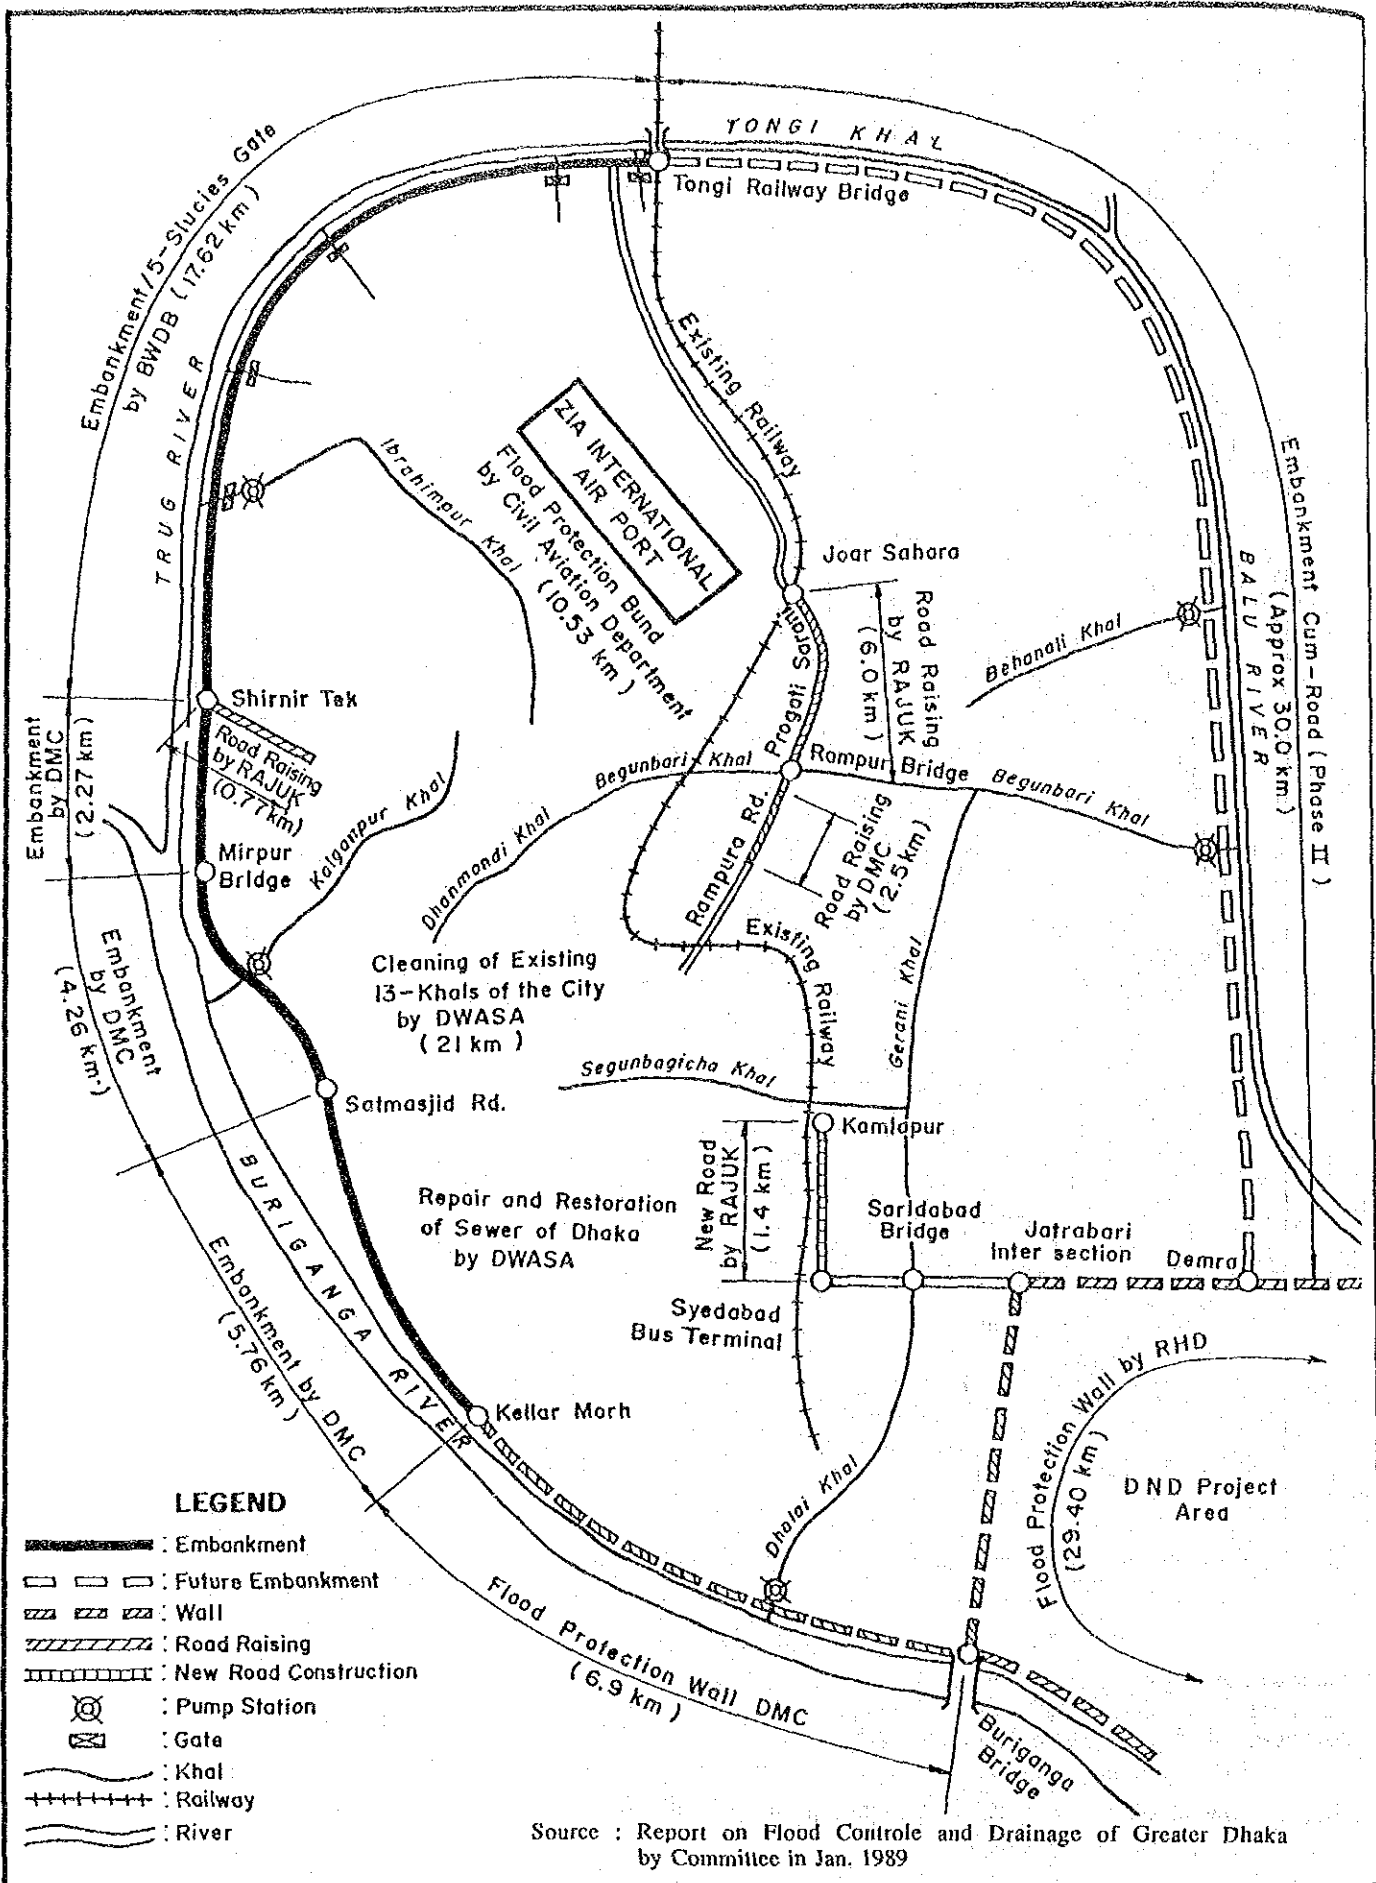 TONGI KHAL
Tongi Railway Bridge
Embankment/5-Slucies Gate
by BWDB (17.62 km)
TRUG RIVER
Existing Railway
ZIA INTERNATIONAL
AIR PORT
Flood Protection Bund
by Civil Aviation Department
(10.53 km)
Ibrahimpur Khal
Joar Sahara
Road Raising
by RAJUK
(6.0 km)
Progati Sarani
Behanali Khal
BALU RIVER
Embankment Cum-Road (Phase II)
(Approx 30.0 km.)
Shirnir Tak
Road Raising
by RAJUK
(0.77km)
Embankment
by DMC
(2.27 km)
Mirpur
Bridge
Kalganpur Khal
Dhanmondi Khal
Begunbari Khal
Rampur Bridge
Begunbari Khal
Rampura Rd.
Road Raising
by DMC
(2.5km)
Existing Railway
Gerani Khal
Cleaning of Existing
13-Khals of the City
by DWASA
(21 km)
Embankment
by DMC
(4.26 km.)
Satmasjid Rd.
Segunbagicha Khal
Kamlapur
New Road
by RAJUK
(1.4 km)
Repair and Restoration
of Sewer of Dhaka
by DWASA
Saridabad
Bridge
Jatrabari
Inter section
Demra
Syedabad
Bus Terminal
BURIGANGA RIVER
Embankment by DMC
(5.76 km)
Kellar Morh
Dholai Khal
Flood Protection Wall by RHD
(29.40 km)
DND Project
Area
Flood Protection Wall DMC
(6.9 km)
Buriganga
Bridge
LEGEND
: Embankment
: Future Embankment
: Wall
: Road Raising
: New Road Construction
: Pump Station
: Gate
: Khal
: Railway
: River
Source : Report on Flood Controle and Drainage of Greater Dhaka
by Committee in Jan. 1989